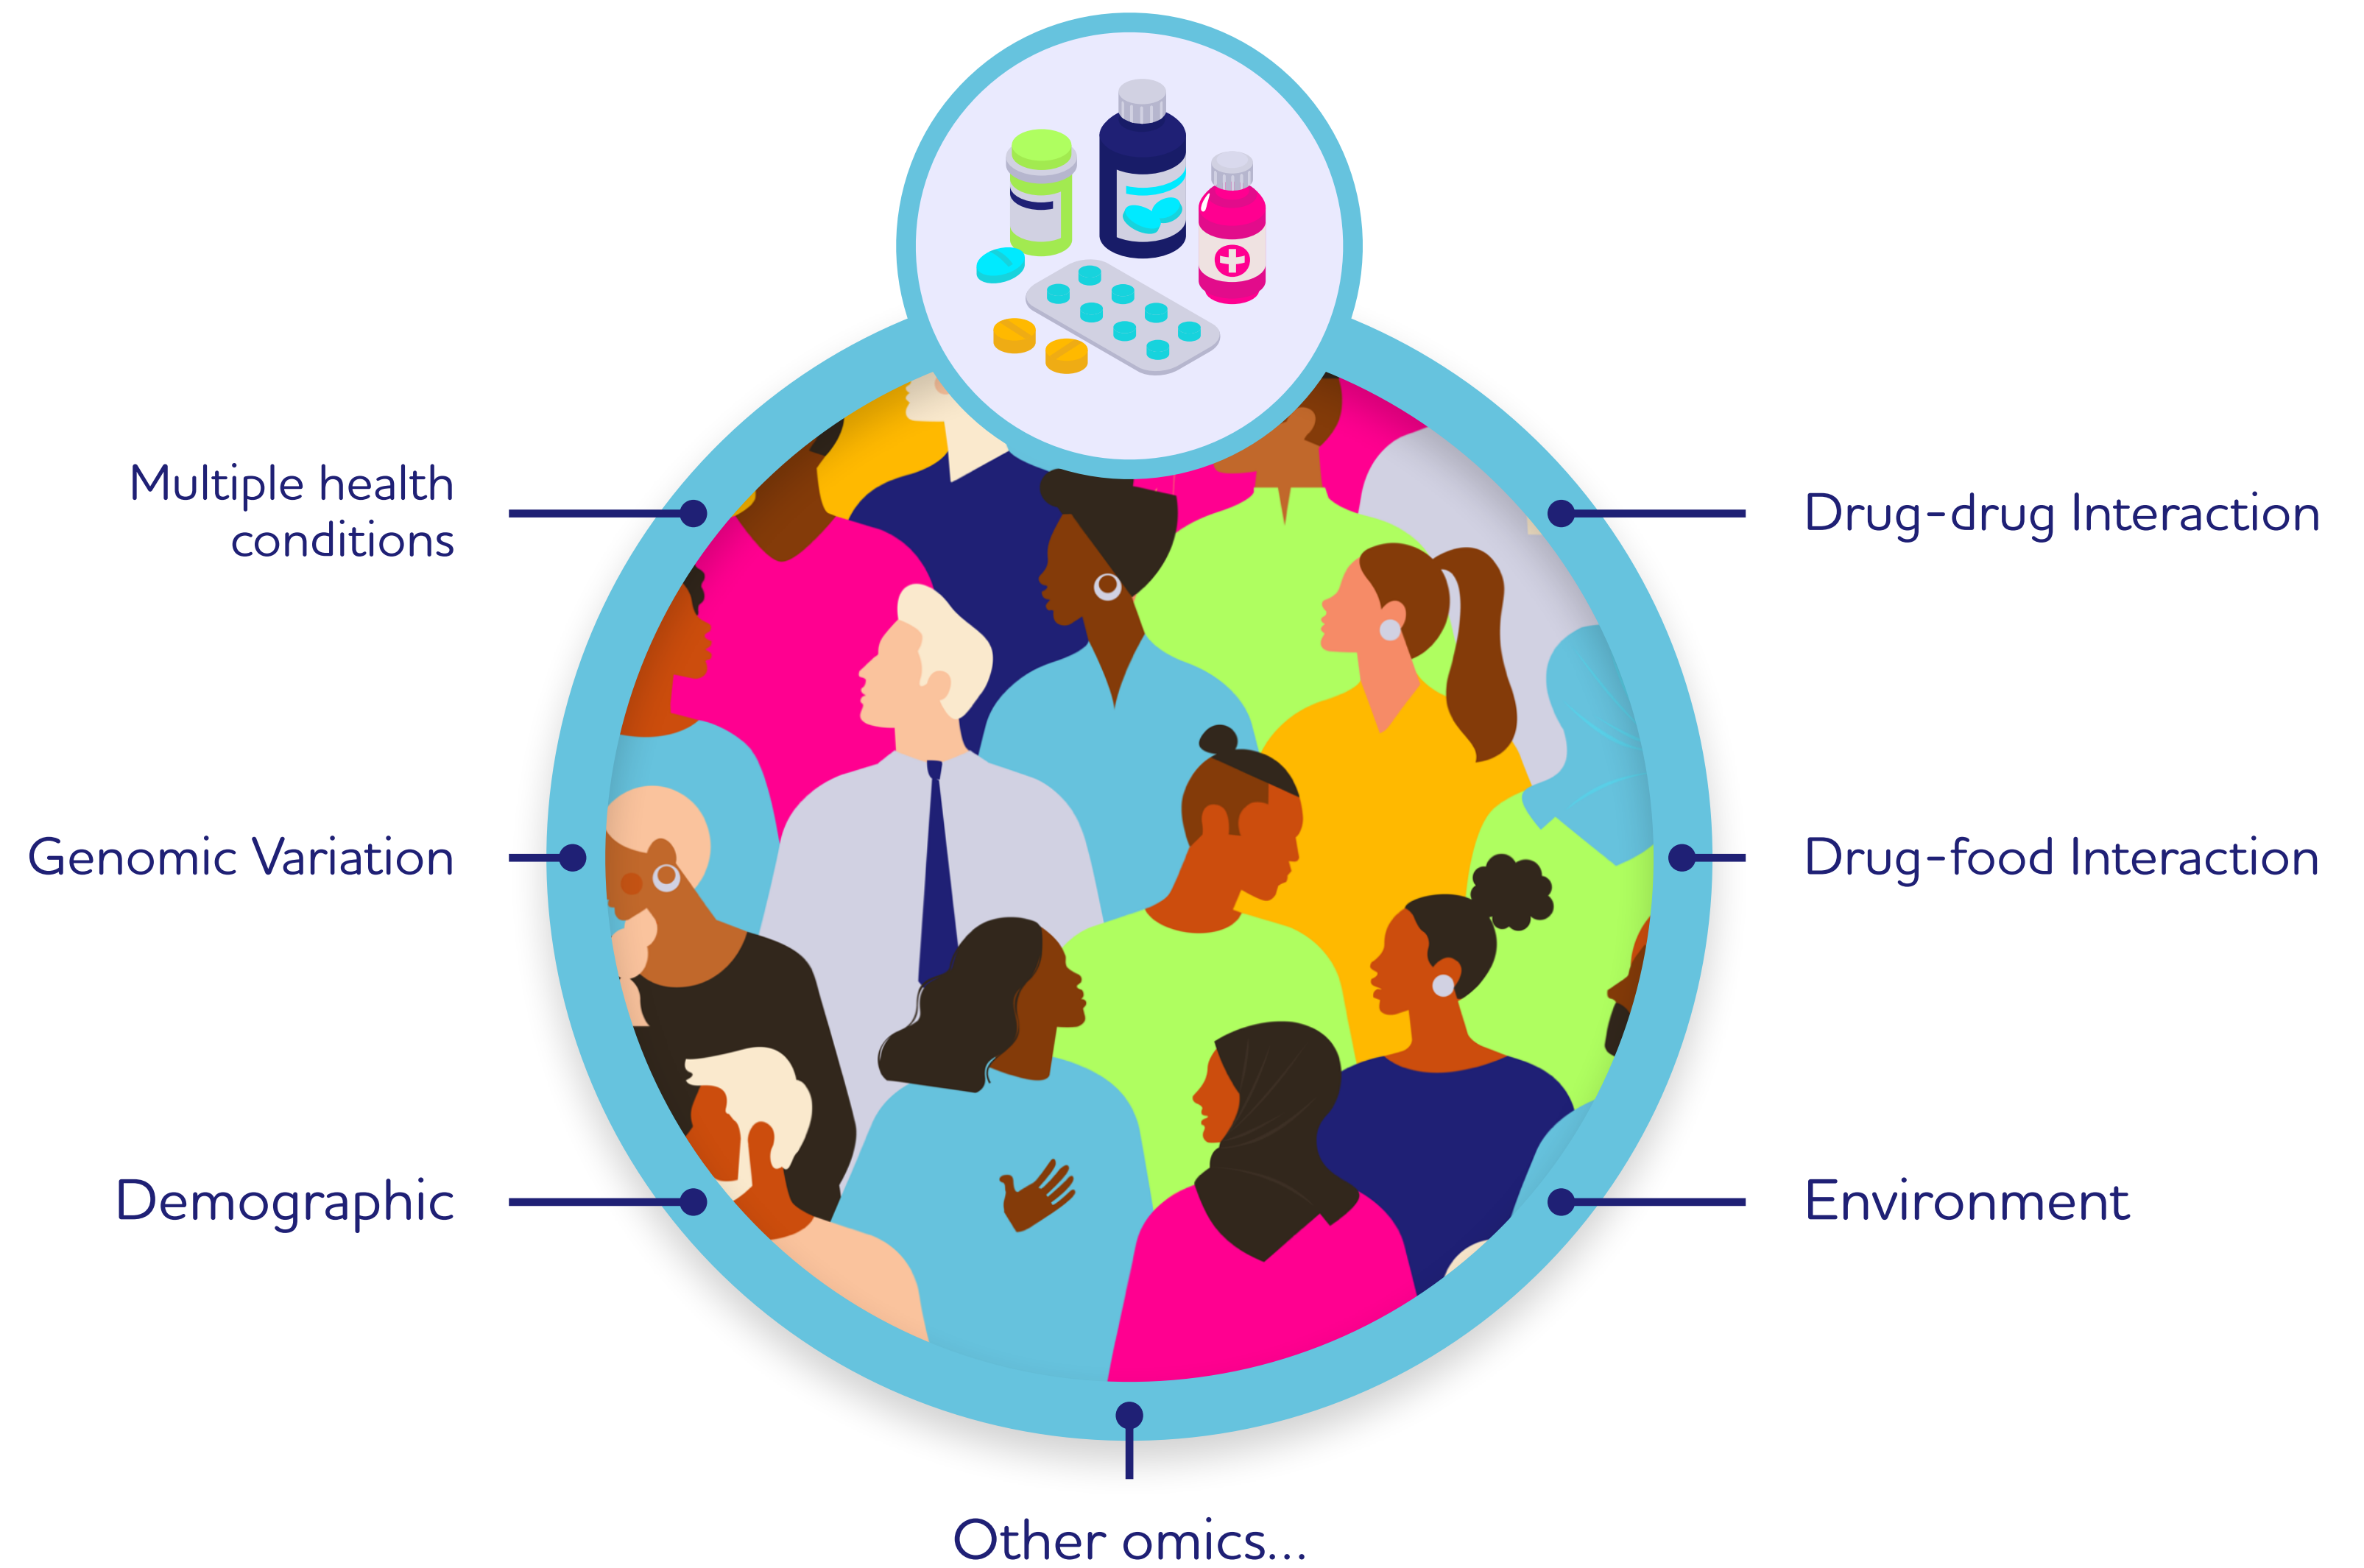 Multiple health
conditions
Drug-drug Interaction
Genomic Variation
Drug-food Interaction
Demographic
Environment
Other omics...